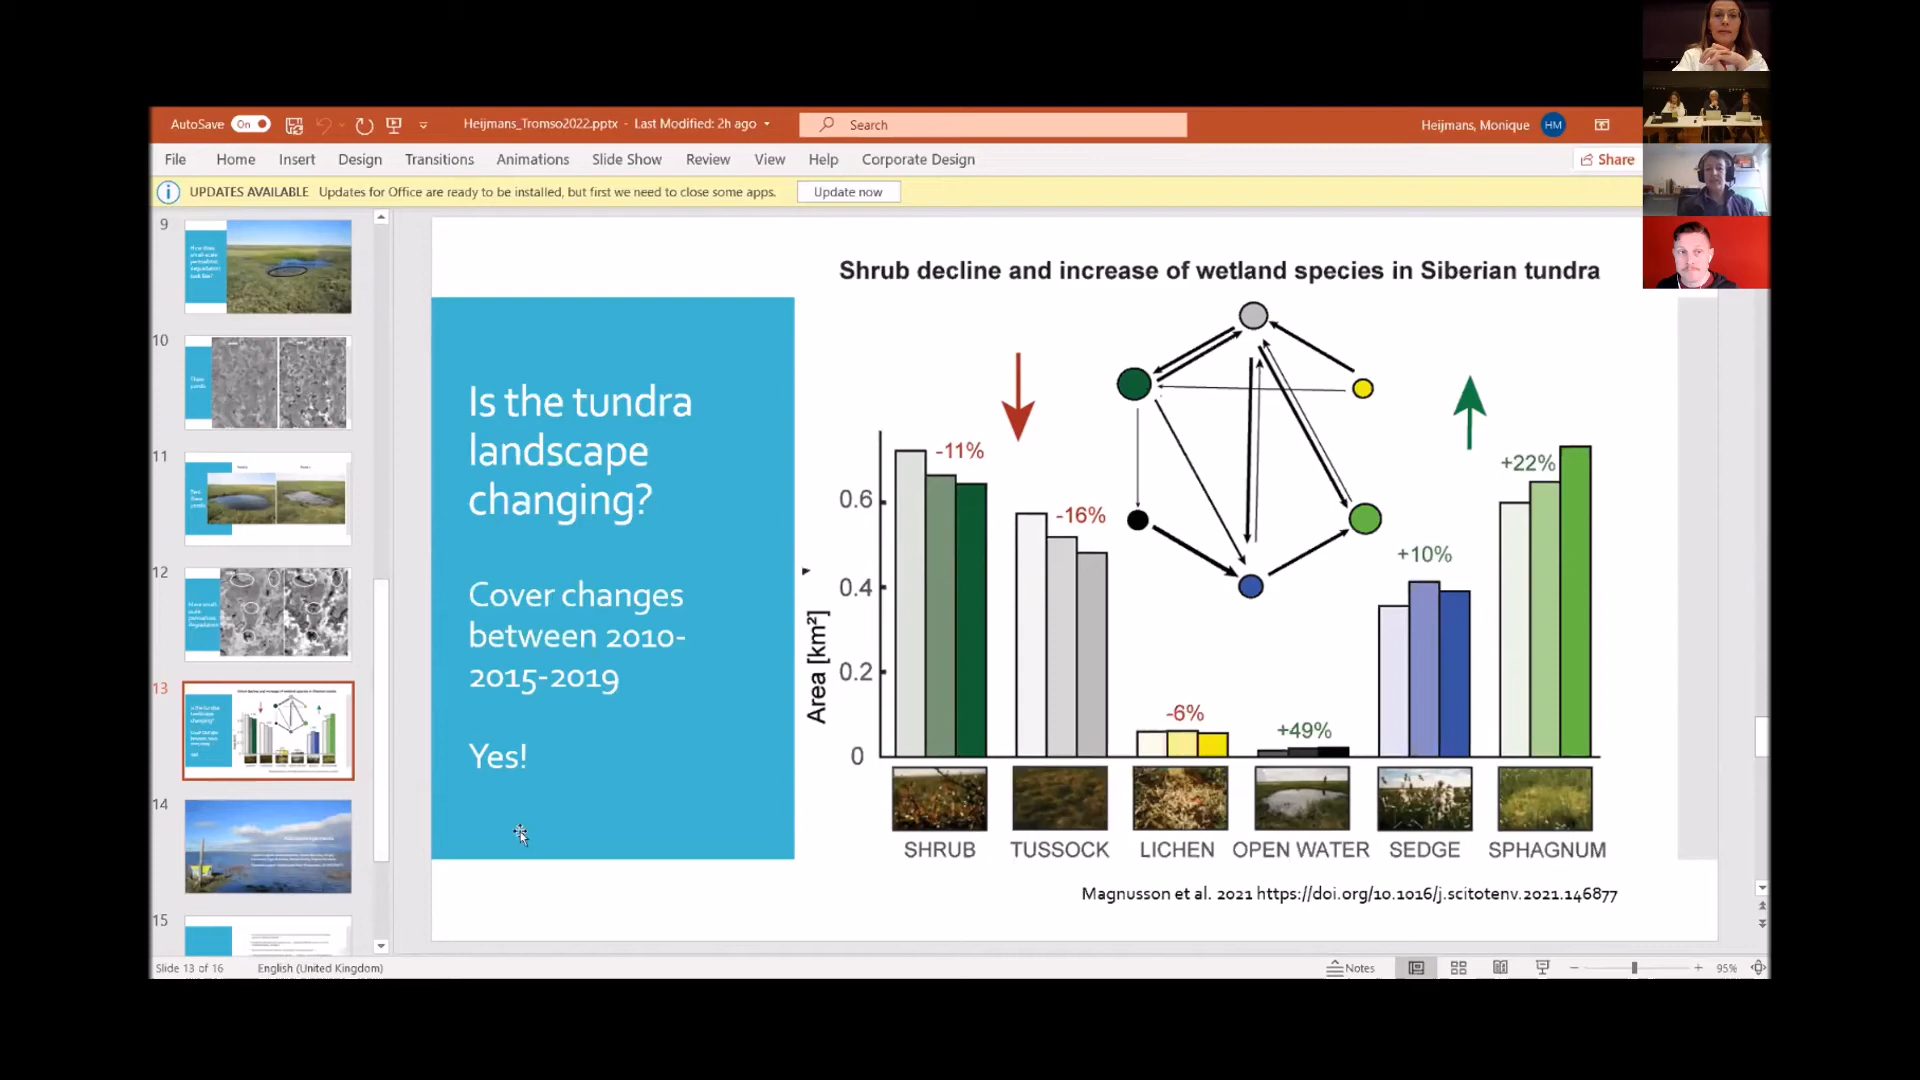 AutoSave On
Heijmans_Tromso2022.pptx - Last Modified: 2h ago
Search
Heijmans, Monique HM
File Home Insert Design Transitions Animations Slide Show Review View Help Corporate Design
Share
UPDATES AVAILABLE Updates for Office are ready to be installed, but first we need to close some apps. Update now
9
10
11
12
13
14
15
Is the tundra
landscape
changing?
Cover changes
between 2010-
2015-2019
Yes!
Shrub decline and increase of wetland species in Siberian tundra
-11%
-16%
-6%
+49%
+10%
+22%
0.6
0.4
0.2
0
Area [km²]
SHRUB TUSSOCK LICHEN OPEN WATER SEDGE SPHAGNUM
Magnusson et al. 2021 https://doi.org/10.1016/j.scitotenv.2021.146877
Slide 13 of 16 English (United Kingdom)
Notes
95%